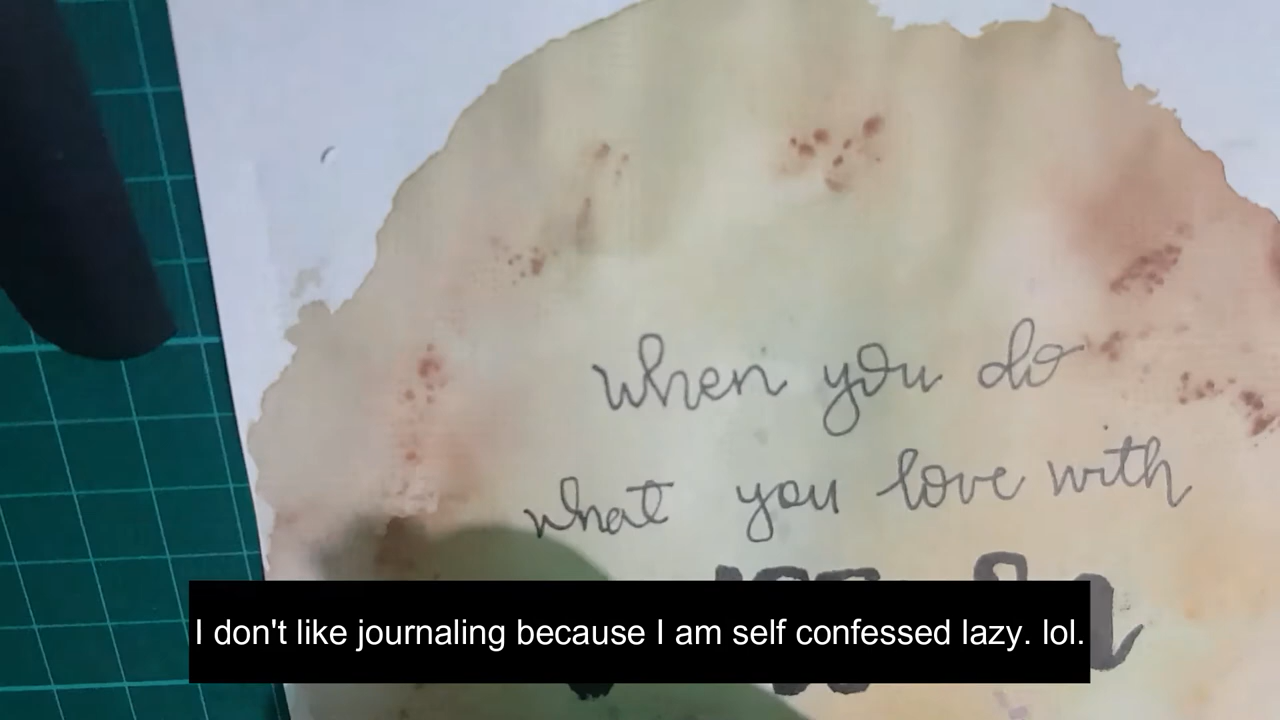 when you do
what you love with
I don't like journaling because I am self confessed lazy. lol.